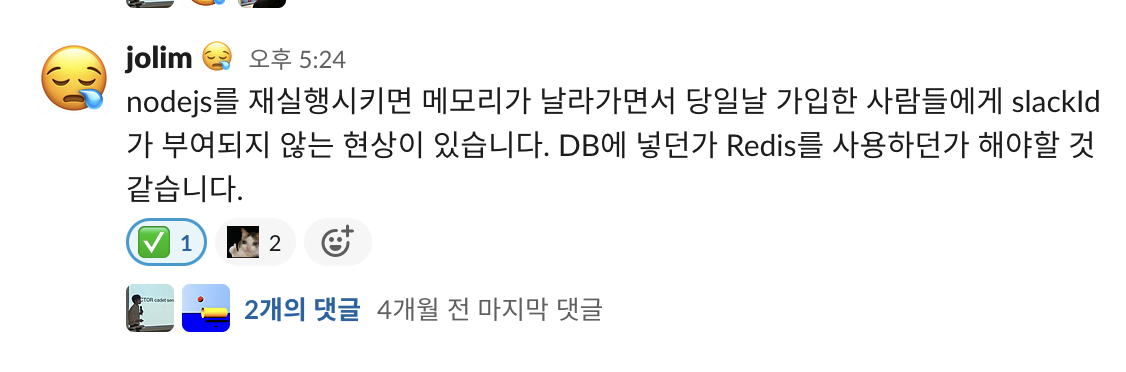 jolim 오후 5:24
nodejs를 재실행시키면 메모리가 날라가면서 당일날 가입한 사람들에게 slackId
가 부여되지 않는 현상이 있습니다. DB에 넣던가 Redis를 사용하던가 해야할 것
같습니다.
1 2
2개의 댓글 4개월 전 마지막 댓글